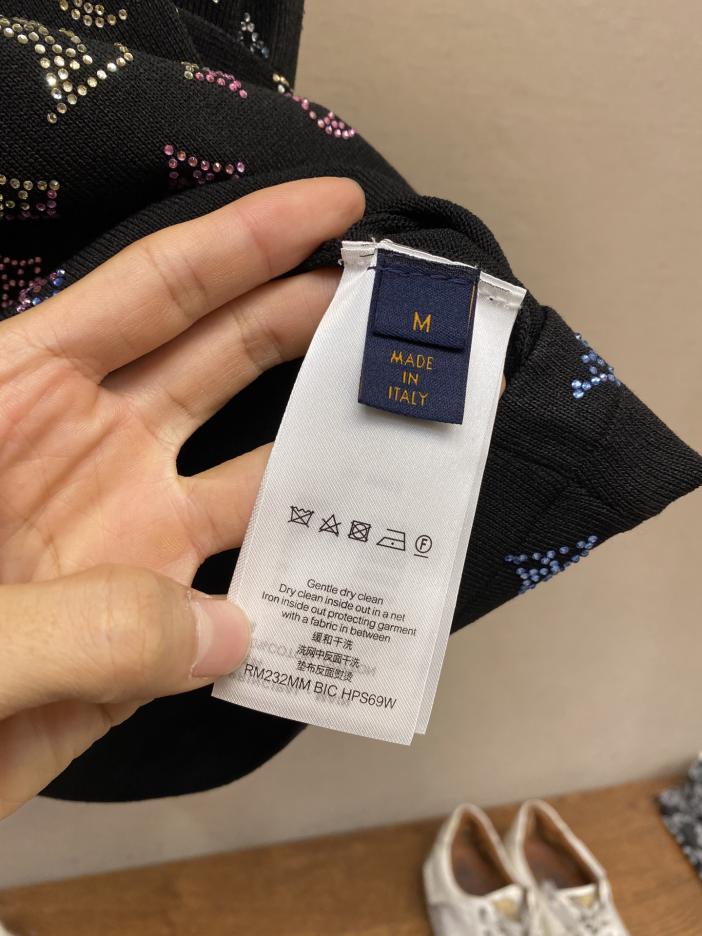 M
MADE
IN
ITALY
F
Gentle dry clean
Dry clean inside out in a net
Iron inside out protecting garment
with a fabric in between
缓和干洗
洗网中反面干洗
垫布反面熨烫
RM232MM BIC HPS69W